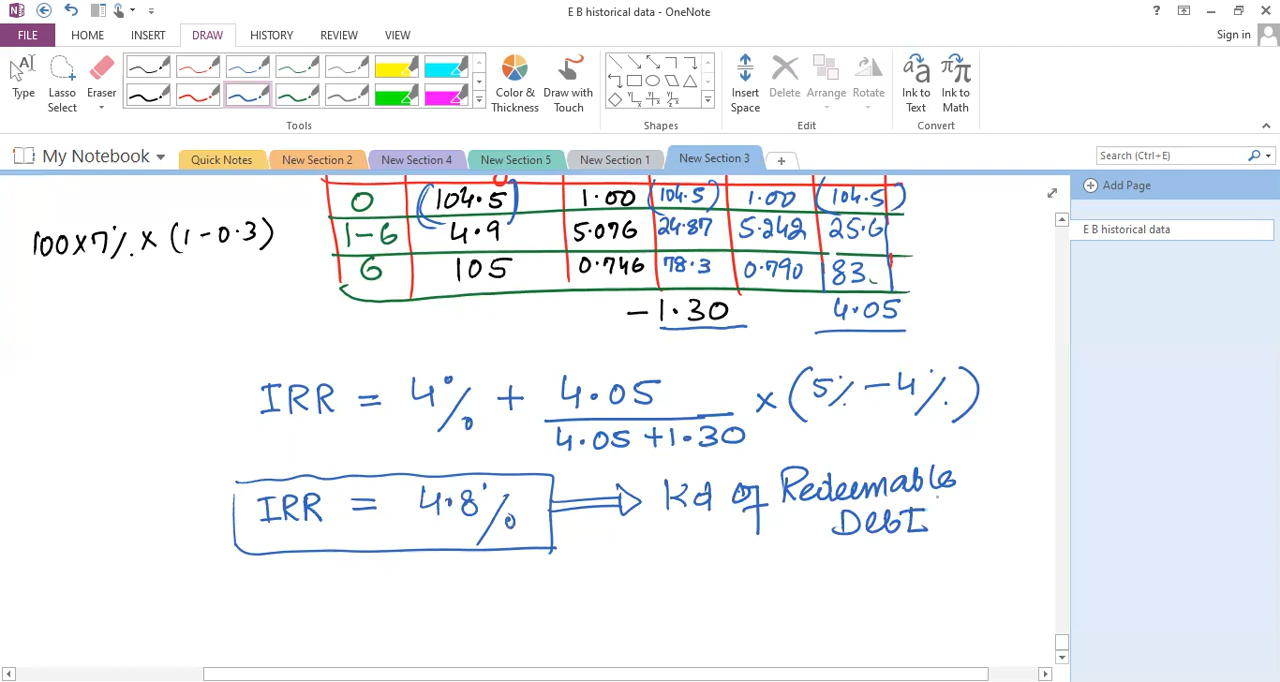 E B historical data - OneNote
?
Sign in
FILE HOME INSERT DRAW HISTORY REVIEW VIEW
Type
Lasso Select
Eraser
Color & Thickness
Draw with Touch
Insert Space
Delete
Arrange
Rotate
Ink to Text
Ink to Math
Tools Shapes Edit Convert
My Notebook Quick Notes New Section 2 New Section 4 New Section 5 New Section 1 New Section 3
Search (Ctrl+E)
Add Page
E B historical data
0 (104.5) 1.00 (104.5) 1.00 (104.5)
100x7% x (1-0.3)
1-6 4.9 5.076 24.87 5.242 25.6
6 105 0.746 78.3 0.790 83.
-1.30 4.05
IRR = 4% + 4.05 / 4.05+1.30 x (5% - 4%)
IRR = 4.8% ⇒ Kd of Redeemable
Debt